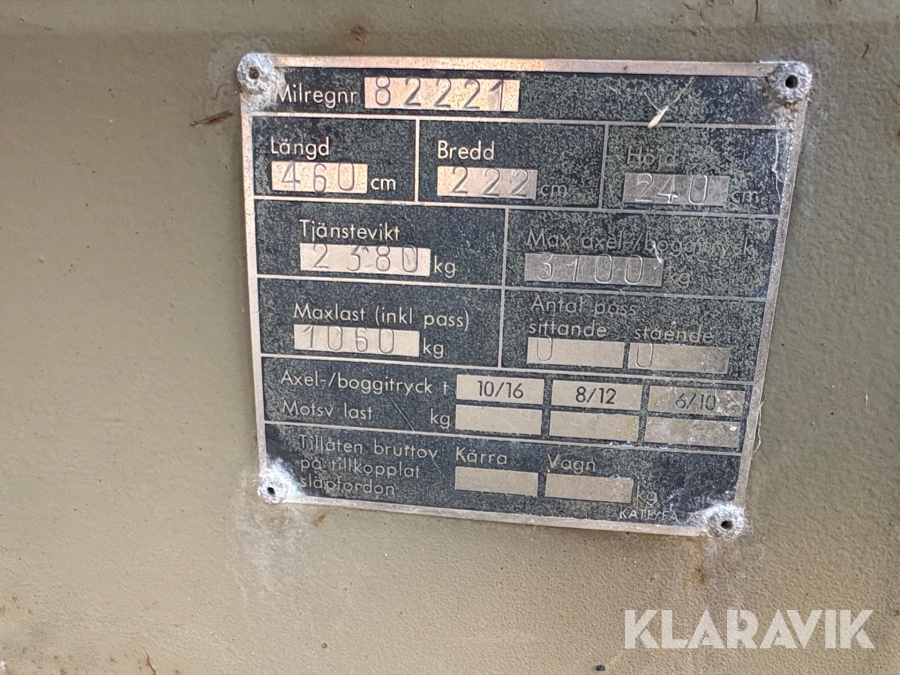 Milregnr 82221
Längd Bredd Höjd
460 cm 222 cm 240 cm
Tjänstevikt Max axel-/boggitryck
2380 kg 3100 kg
Maxlast (inkl pass) Antal pass
sittande stående
1060 kg 0 0
Axel-/boggitryck t 10/16 8/12 6/10
Motsv last kg
Tillåten bruttov Kärra Vagn
på tillkopplat
släpfordon kg
KLARAVIK